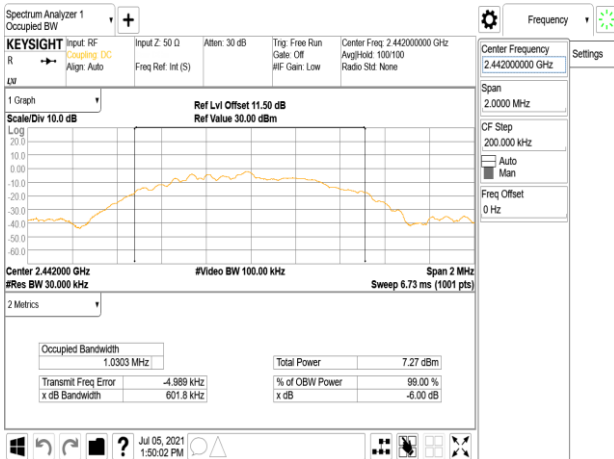 Spectrum Analyzer 1
Occupied BW
Frequency
KEYSIGHT
R
Input: RF
Coupling: DC
Align: Auto
Input Z: 50 Ω
Freq Ref: Int (S)
Atten: 30 dB
Trig: Free Run
Gate: Off
#IF Gain: Low
Center Freq: 2.442000000 GHz
Avg|Hold: 100/100
Radio Std: None
LXI
Center Frequency
2.442000000 GHz
Settings
Span
2.0000 MHz
CF Step
200.000 kHz
Auto
Man
Freq Offset
0 Hz
1 Graph
Scale/Div 10.0 dB
Ref Lvl Offset 11.50 dB
Ref Value 30.00 dBm
Log
20.0
10.0
0.00
-10.0
-20.0
-30.0
-40.0
-50.0
-60.0
Center 2.442000 GHz
#Video BW 100.00 kHz
Span 2 MHz
#Res BW 30.000 kHz
Sweep 6.73 ms (1001 pts)
2 Metrics
Occupied Bandwidth
1.0303 MHz
Total Power 7.27 dBm
Transmit Freq Error -4.989 kHz
% of OBW Power 99.00 %
x dB Bandwidth 601.8 kHz
x dB -6.00 dB
?
Jul 05, 2021
1:50:02 PM